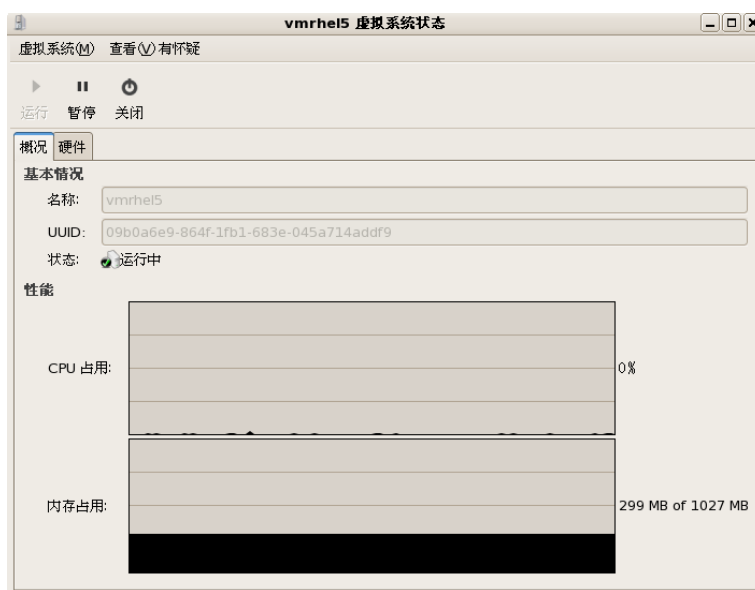 vmrhel5 虚拟系统状态
虚拟系统(M) 查看(V) 有怀疑
运行 暂停 关闭
概况 硬件
基本情况
名称: vmrhel5
UUID: 09b0a6e9-864f-1fb1-683e-045a714addf9
状态: 运行中
性能
CPU 占用: 0%
内存占用: 299 MB of 1027 MB